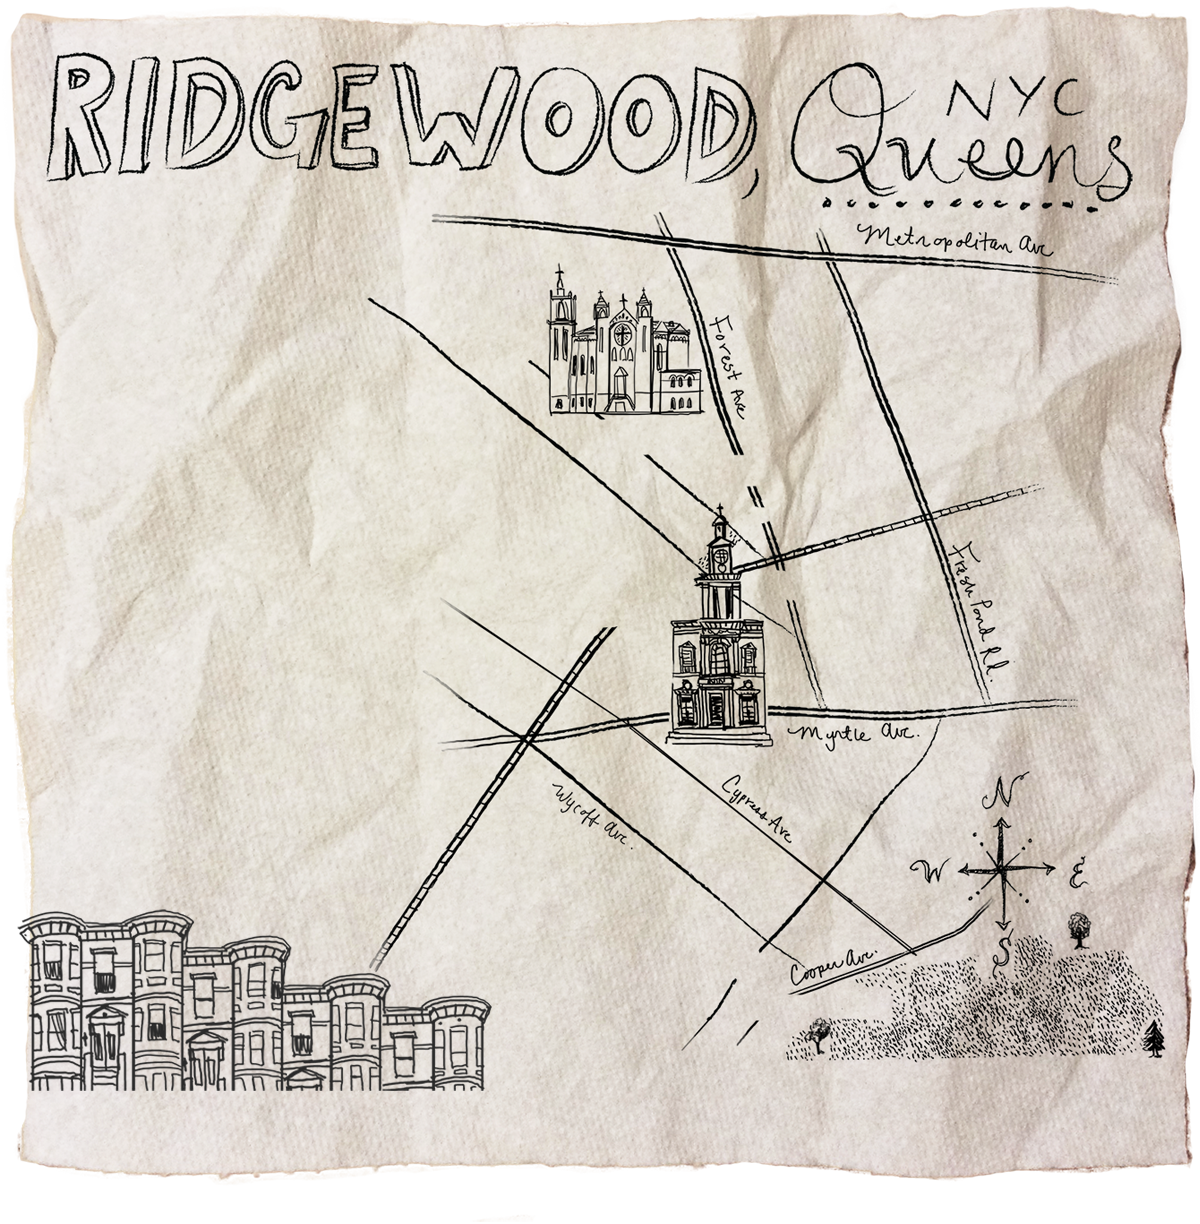 RIDGEWOOD, Queens
NYC
Metropolitan Ave
Forest Ave
Fresh Pond Rd.
Myrtle Ave.
Cypress Ave
Wycoff Ave.
N
W E
S
Cooper Ave.